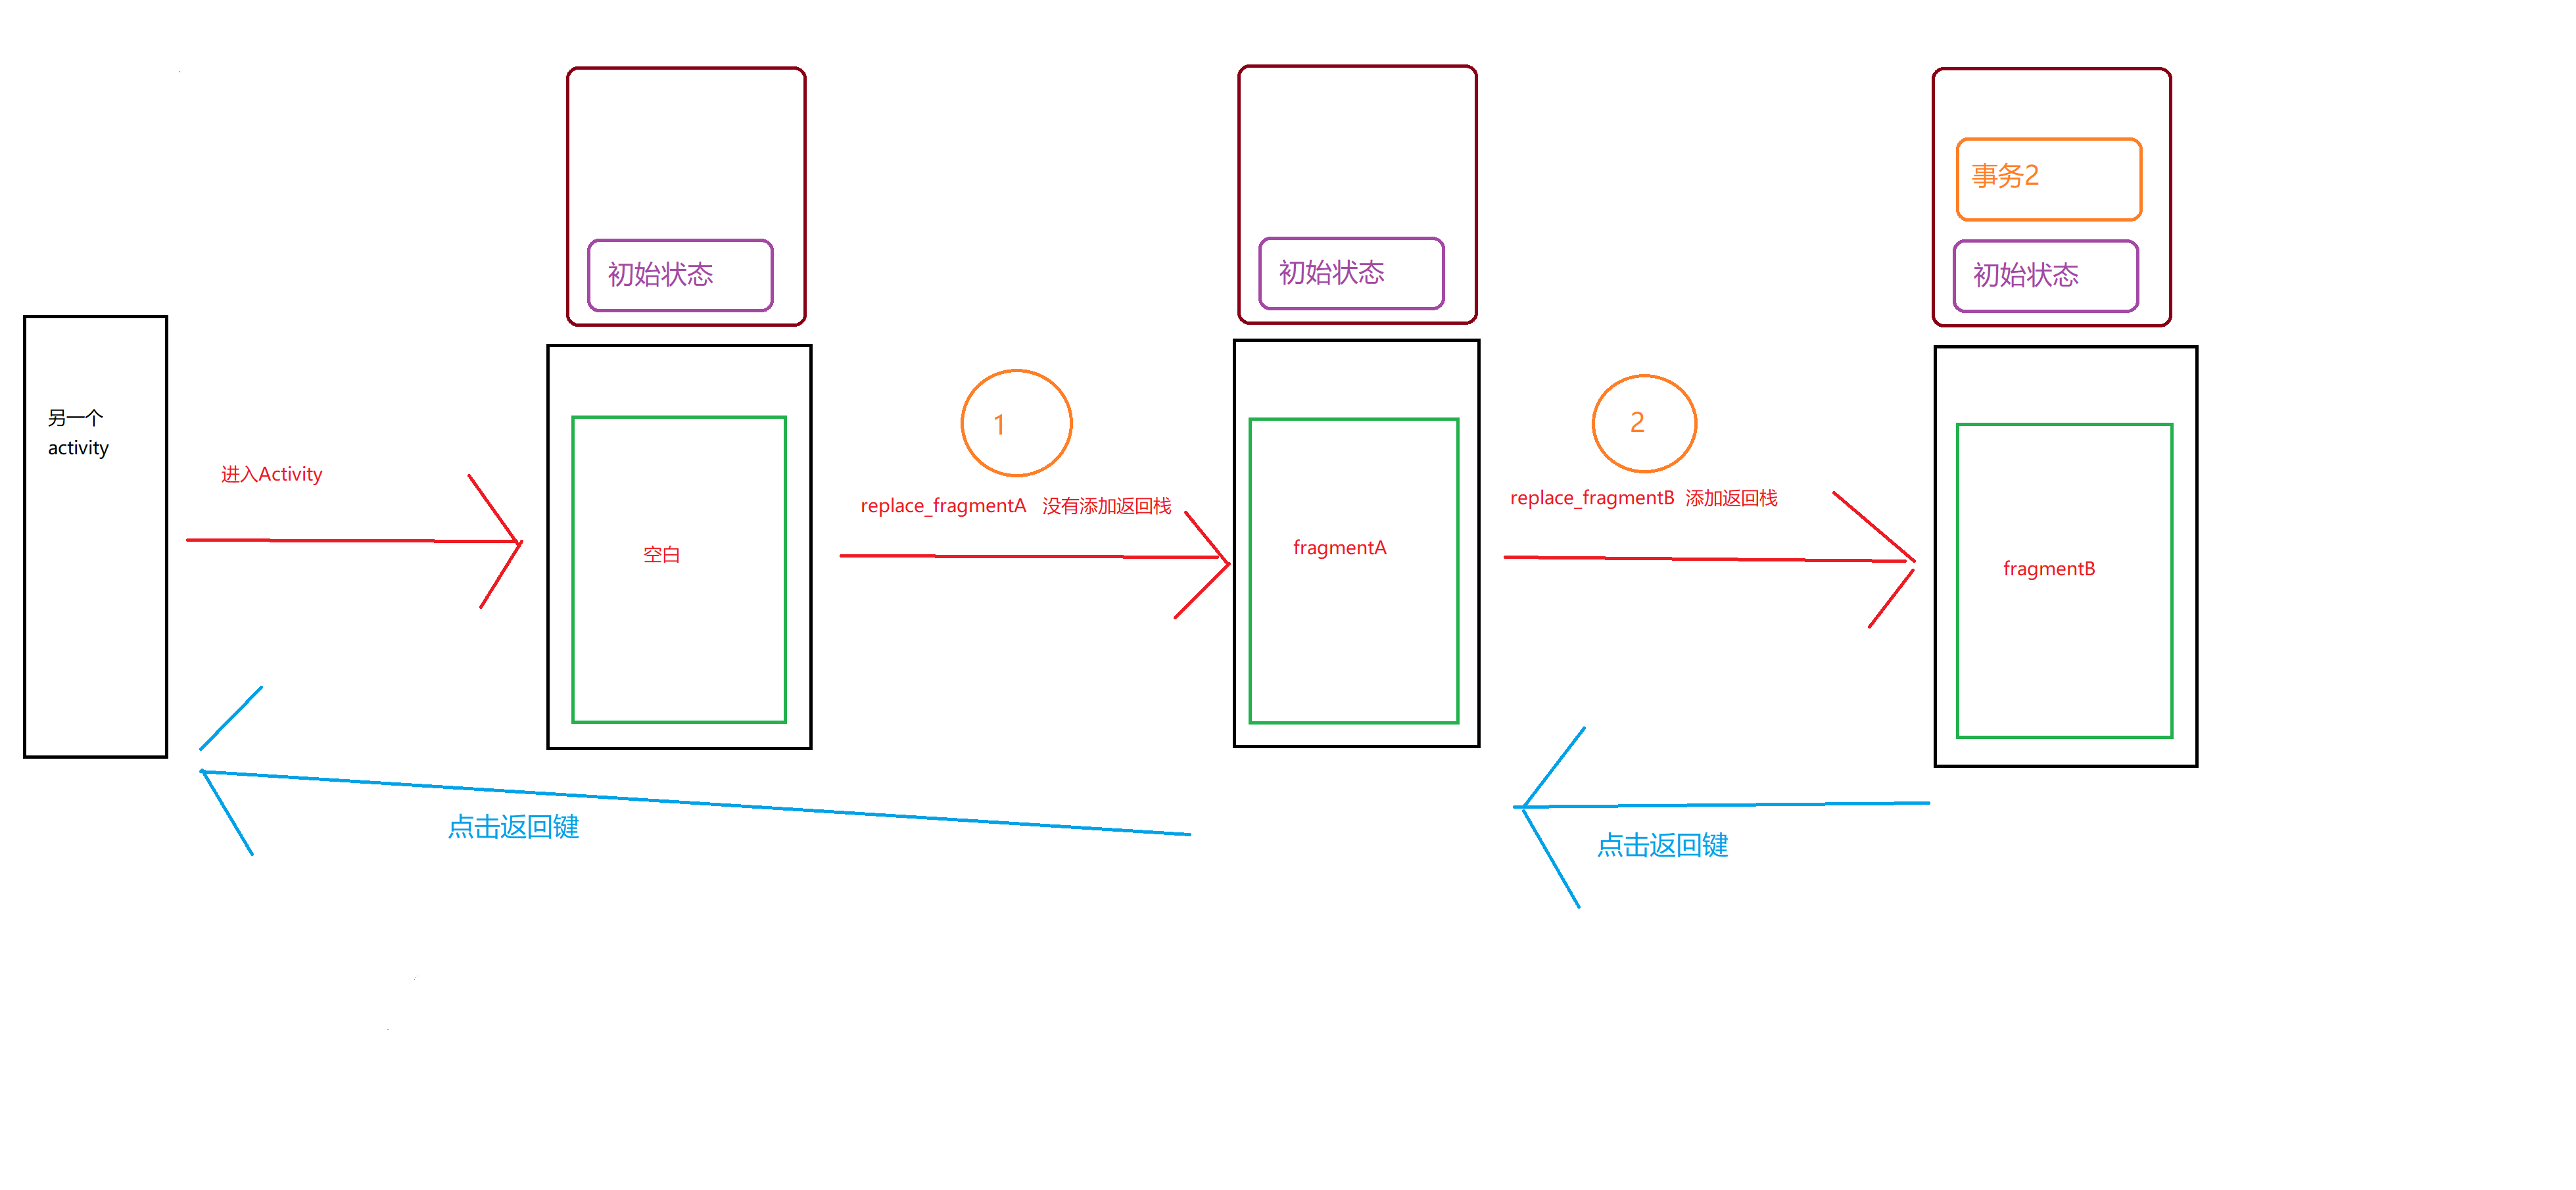 初始状态
初始状态
事务2
初始状态
另一个
activity
进入Activity
空白
1
replace_fragmentA 没有添加返回栈
fragmentA
2
replace_fragmentB 添加返回栈
fragmentB
点击返回键
点击返回键